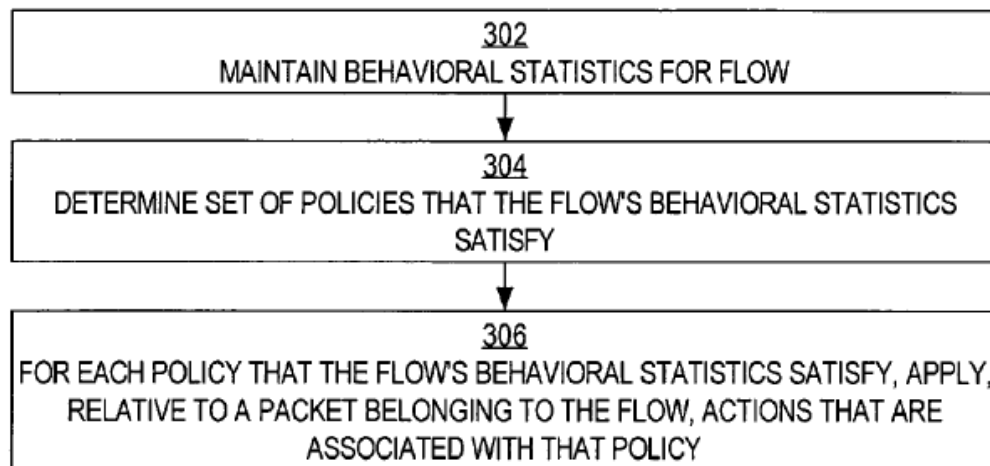 302
MAINTAIN BEHAVIORAL STATISTICS FOR FLOW
304
DETERMINE SET OF POLICIES THAT THE FLOW'S BEHAVIORAL STATISTICS
SATISFY
306
FOR EACH POLICY THAT THE FLOW'S BEHAVIORAL STATISTICS SATISFY, APPLY,
RELATIVE TO A PACKET BELONGING TO THE FLOW, ACTIONS THAT ARE
ASSOCIATED WITH THAT POLICY